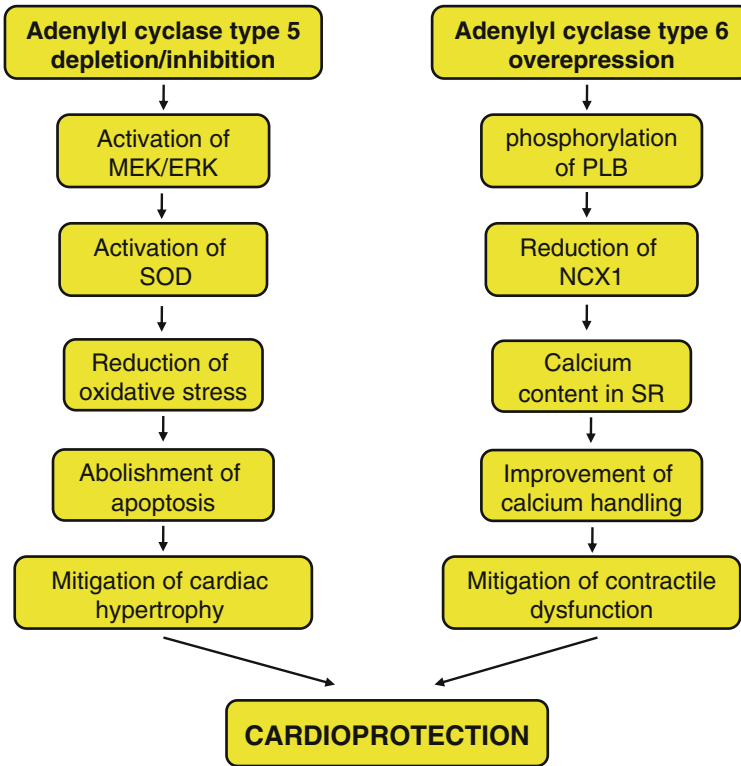 Adenylyl cyclase type 5
depletion/inhibition
Activation of
MEK/ERK
Activation of
SOD
Reduction of
oxidative stress
Abolishment of
apoptosis
Mitigation of cardiac
hypertrophy
Adenylyl cyclase type 6
overepression
phosphorylation
of PLB
Reduction of
NCX1
Calcium
content in SR
Improvement of
calcium handling
Mitigation of contractile
dysfunction
CARDIOPROTECTION